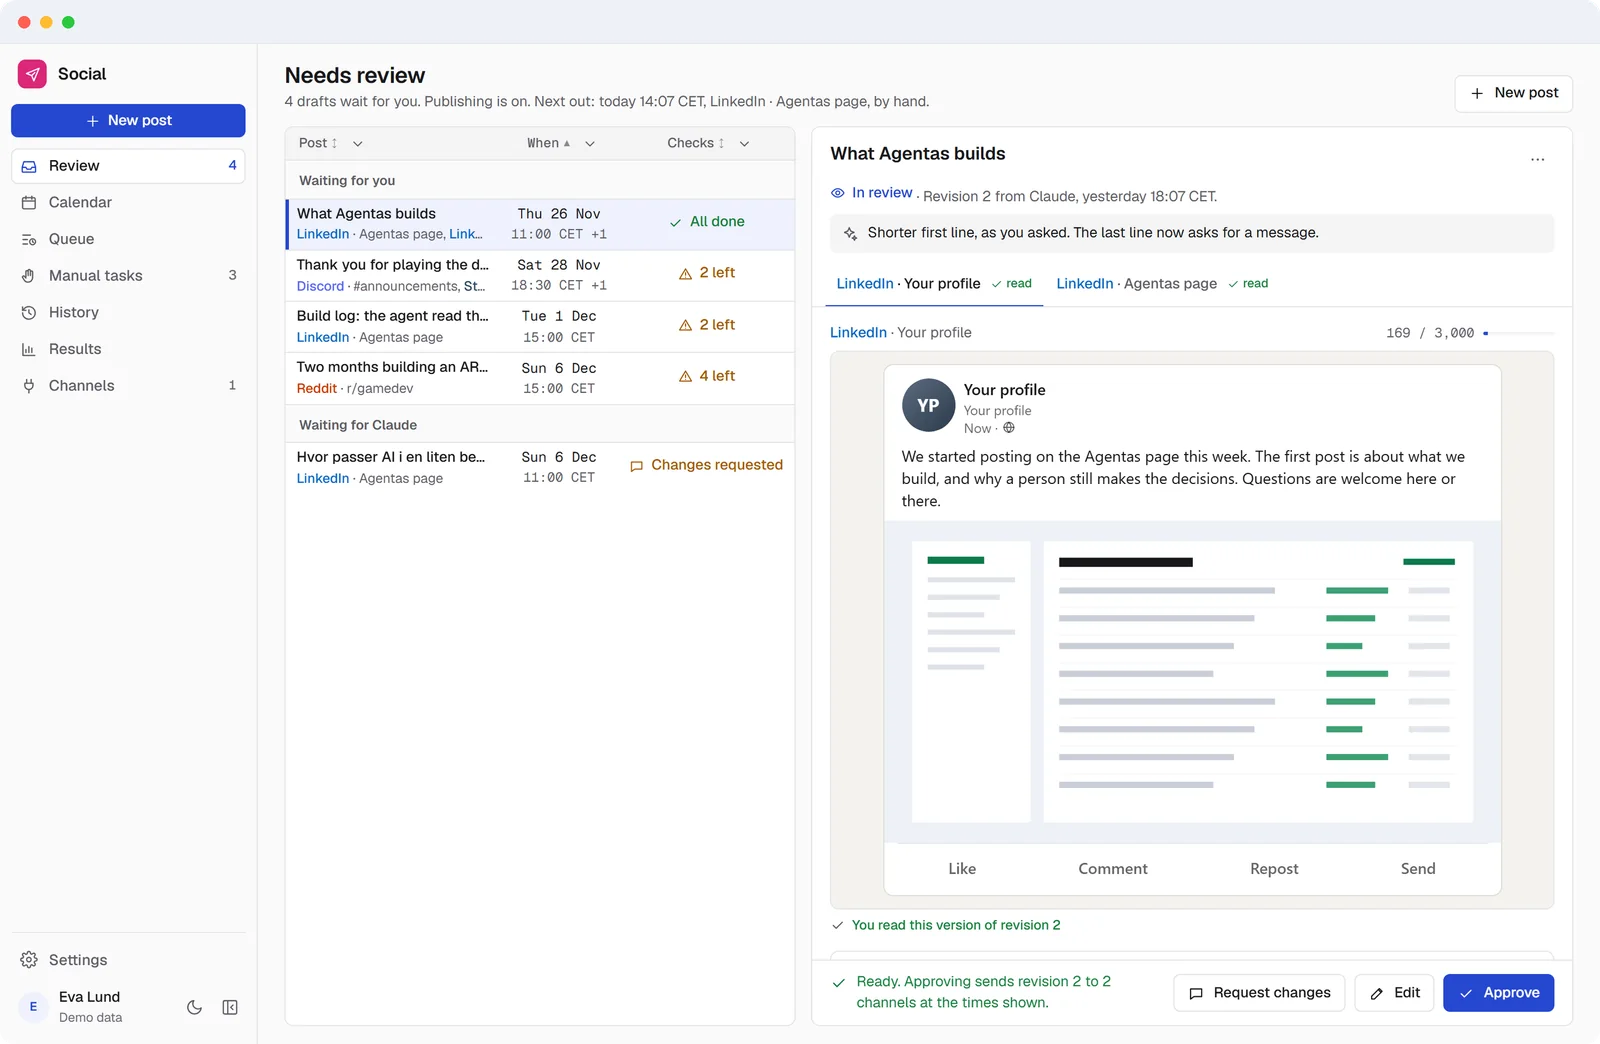 Social
New post
Review 4
Calendar
Queue
Manual tasks 3
History
Results
Channels 1
Settings
E
Eva Lund
Demo data
Needs review
4 drafts wait for you. Publishing is on. Next out: today 14:07 CET, LinkedIn · Agentas page, by hand.
New post
Post When Checks
Waiting for you
What Agentas builds Thu 26 Nov
LinkedIn · Agentas page, Link… 11:00 CET +1
All done
Thank you for playing the d… Sat 28 Nov
Discord · #announcements, St… 18:30 CET +1
2 left
Build log: the agent read th… Tue 1 Dec
LinkedIn · Agentas page 15:00 CET
2 left
Two months building an AR… Sun 6 Dec
Reddit · r/gamedev 15:00 CET
4 left
Waiting for Claude
Hvor passer AI i en liten be… Sun 6 Dec
LinkedIn · Agentas page 11:00 CET
Changes requested
What Agentas builds
In review · Revision 2 from Claude, yesterday 18:07 CET.
Shorter first line, as you asked. The last line now asks for a message.
LinkedIn · Your profile read LinkedIn · Agentas page read
LinkedIn · Your profile 169 / 3,000
YP
Your profile
Your profile
Now ·
We started posting on the Agentas page this week. The first post is about what we
build, and why a person still makes the decisions. Questions are welcome here or
there.
Like Comment Repost Send
You read this version of revision 2
Ready. Approving sends revision 2 to 2
channels at the times shown.
Request changes Edit Approve